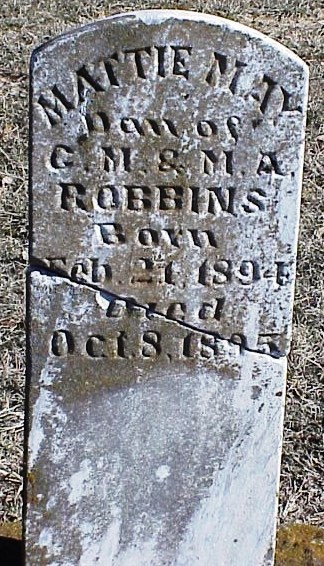 MATTIE MAY
Dau of
G. M. & M. A.
ROBBINS
Born
Feb. 21, 1894
Died
Oct. 8, 1895